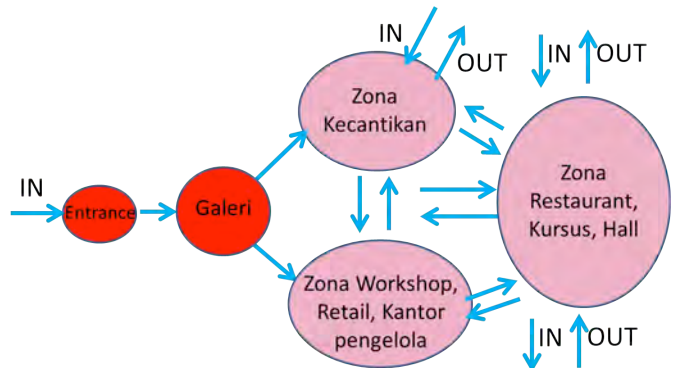 IN
OUT
IN
OUT
Zona
Kecantikan
Zona
Restaurant,
Kursus, Hall
IN
Entrance
Galeri
Zona Workshop,
Retail, Kantor
pengelola
IN
OUT